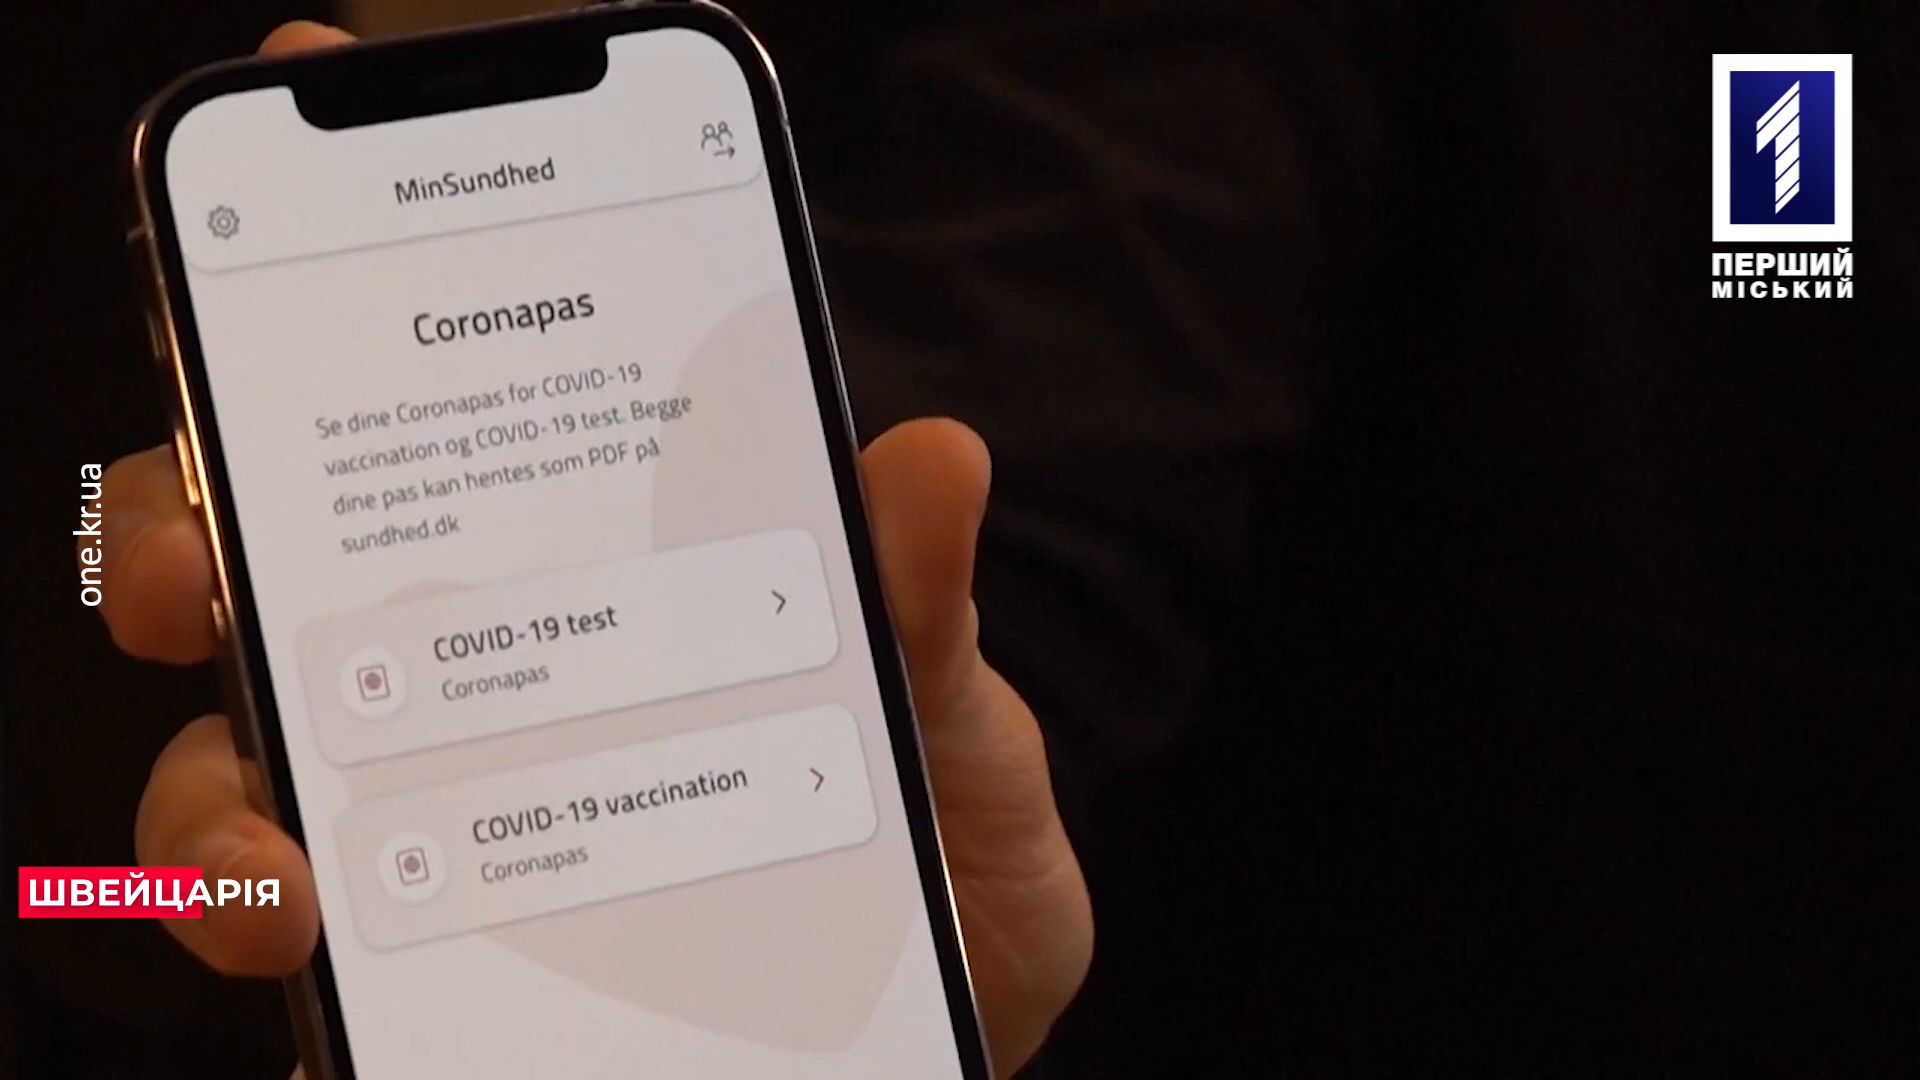 MinSundhed
Coronapas
Se dine Coronapas for COVID-19
vaccination og COVID-19 test. Begge
dine pas kan hentes som PDF på
sundhed.dk
COVID-19 test
Coronapas
COVID-19 vaccination
Coronapas
ПЕРШИЙ
МІСЬКИЙ
one.kr.ua
ШВЕЙЦАРІЯ